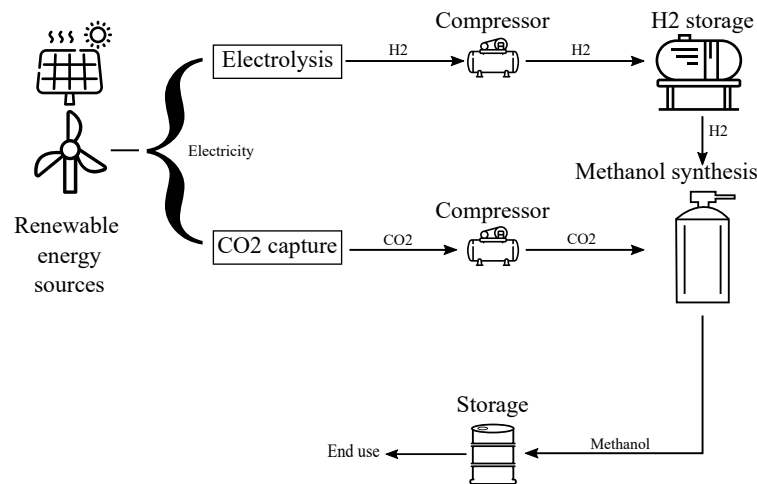 Compressor
H2 storage
Electrolysis
H2
H2
Electricity
H2
Methanol synthesis
Renewable
energy
sources
CO2 capture
CO2
Compressor
CO2
Storage
Methanol
End use